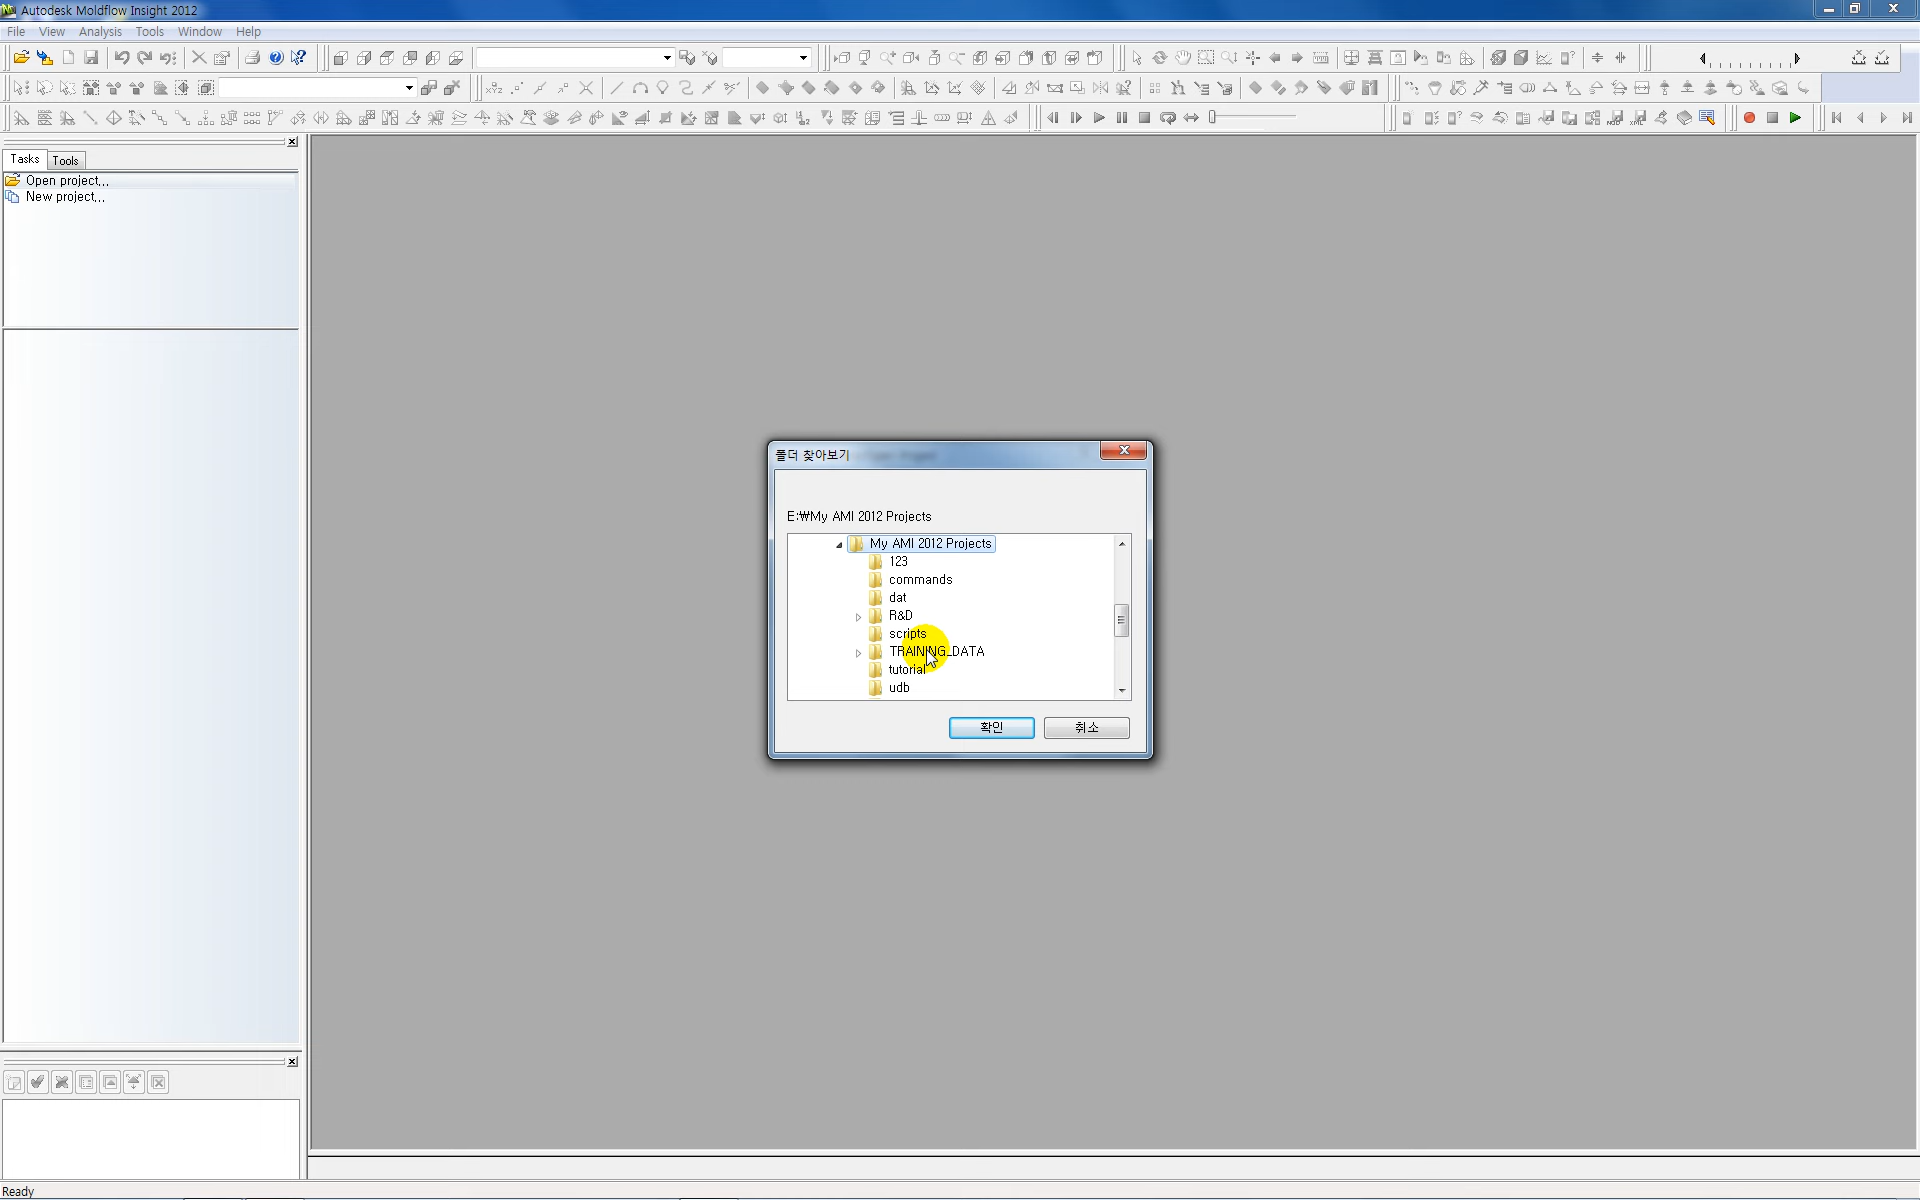 Autodesk Moldflow Insight 2012
File View Analysis Tools Window Help
Tasks Tools
Open project...
New project...
폴더 찾아보기
E:₩My AMI 2012 Projects
My AMI 2012 Projects
123
commands
dat
R&D
scripts
TRAINING_DATA
tutorial
udb
확인 취소
Ready